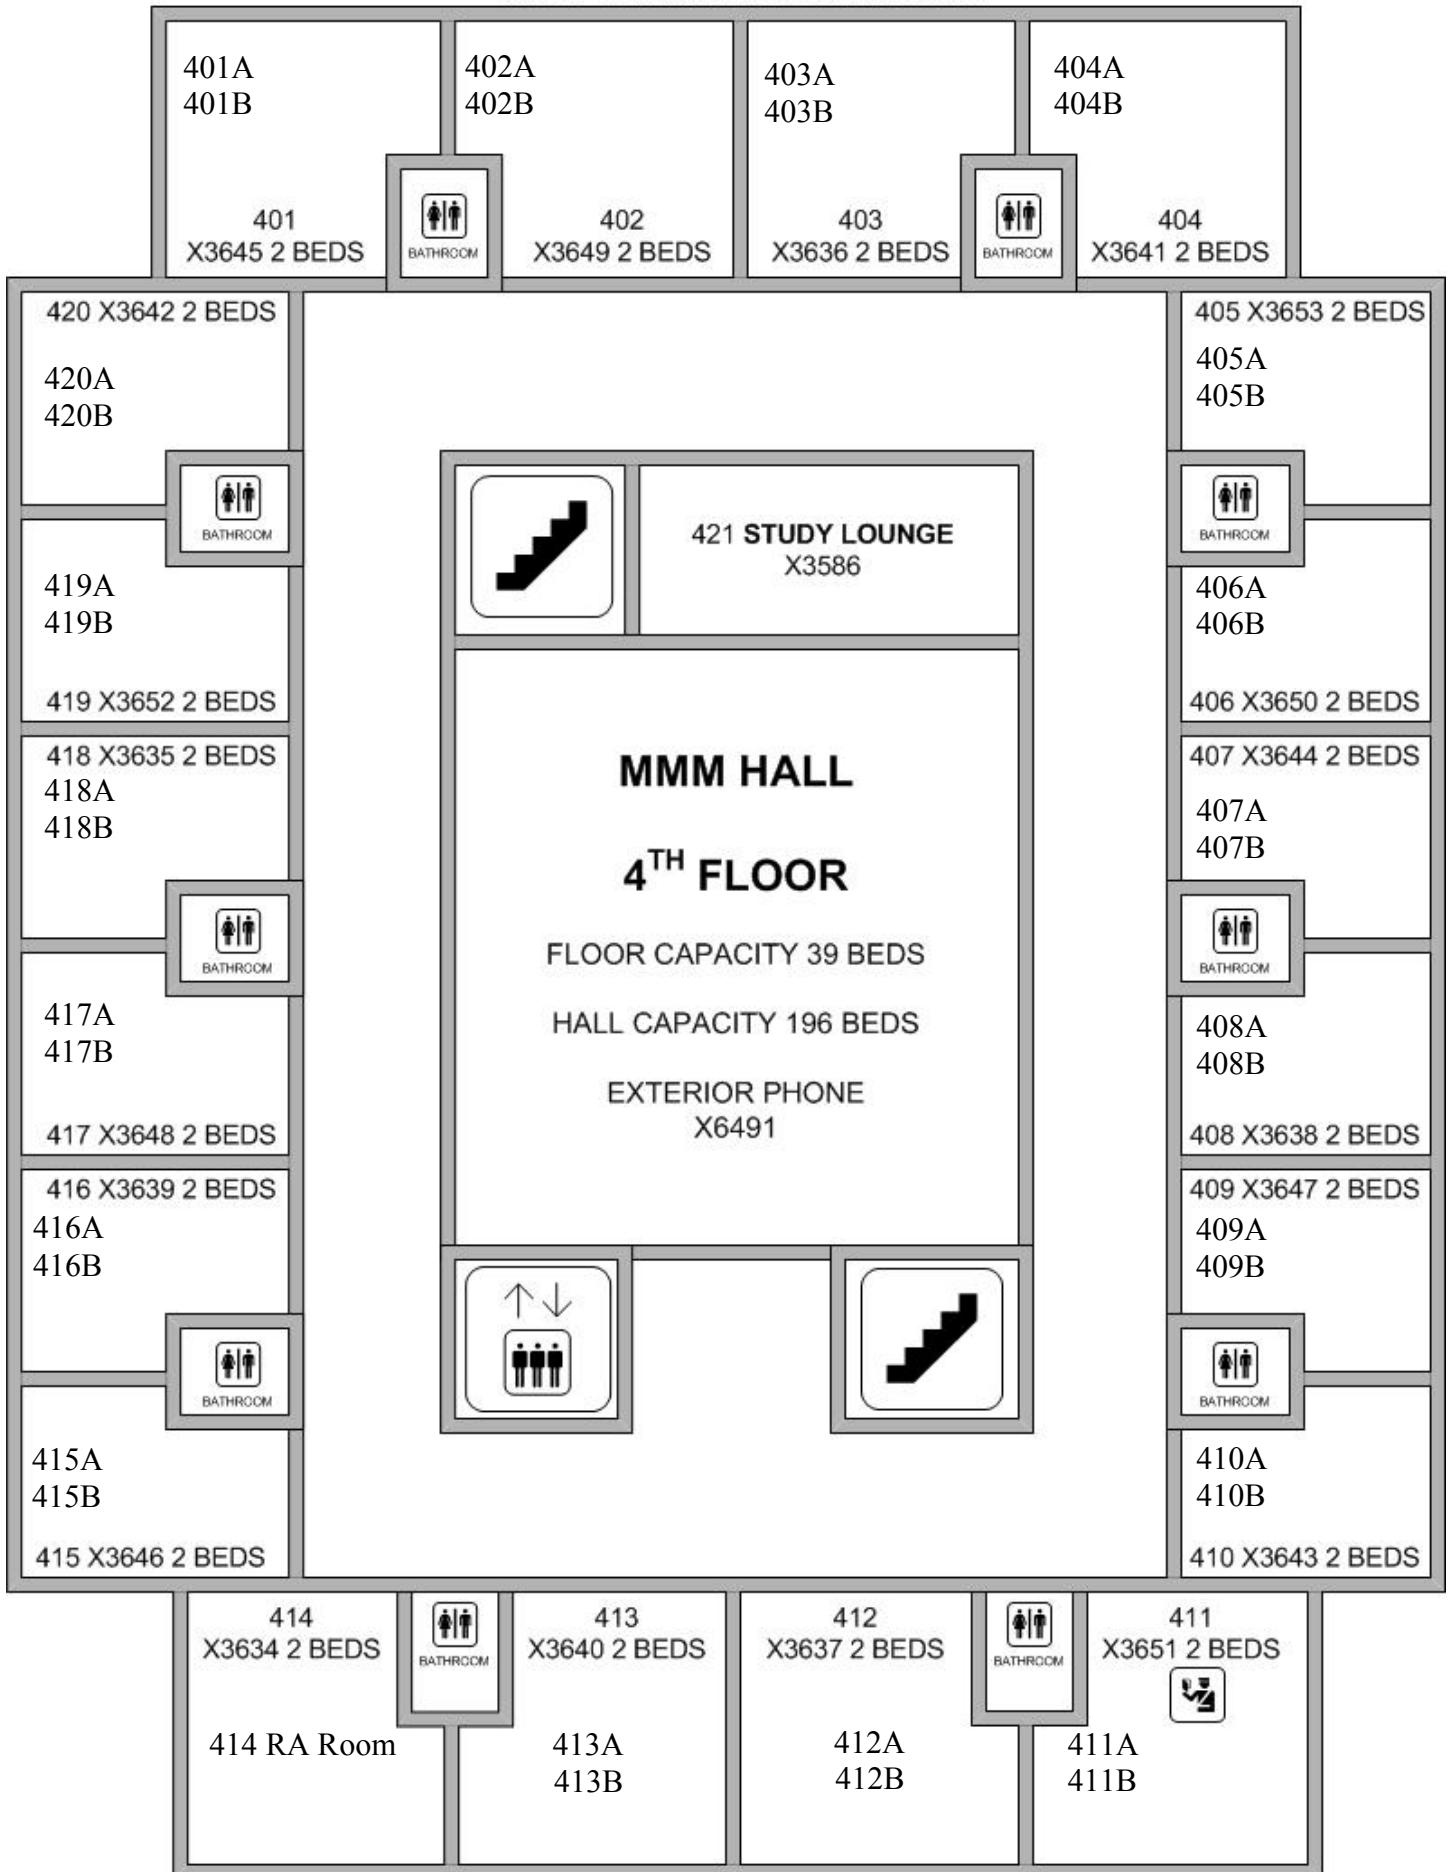 401A
401B
402A
402B
403A
403B
404A
404B
401
X3645 2 BEDS
BATHROOM
402
X3649 2 BEDS
403
X3636 2 BEDS
BATHROOM
404
X3641 2 BEDS
420 X3642 2 BEDS
420A
420B
BATHROOM
419A
419B
419 X3652 2 BEDS
418 X3635 2 BEDS
418A
418B
BATHROOM
417A
417B
417 X3648 2 BEDS
416 X3639 2 BEDS
416A
416B
BATHROOM
415A
415B
415 X3646 2 BEDS
421 STUDY LOUNGE
X3586
MMM HALL
4TH FLOOR
FLOOR CAPACITY 39 BEDS
HALL CAPACITY 196 BEDS
EXTERIOR PHONE
X6491
405 X3653 2 BEDS
405A
405B
BATHROOM
406A
406B
406 X3650 2 BEDS
407 X3644 2 BEDS
407A
407B
BATHROOM
408A
408B
408 X3638 2 BEDS
409 X3647 2 BEDS
409A
409B
BATHROOM
410A
410B
410 X3643 2 BEDS
414
X3634 2 BEDS
BATHROOM
413
X3640 2 BEDS
412
X3637 2 BEDS
BATHROOM
411
X3651 2 BEDS
414 RA Room
413A
413B
412A
412B
411A
411B